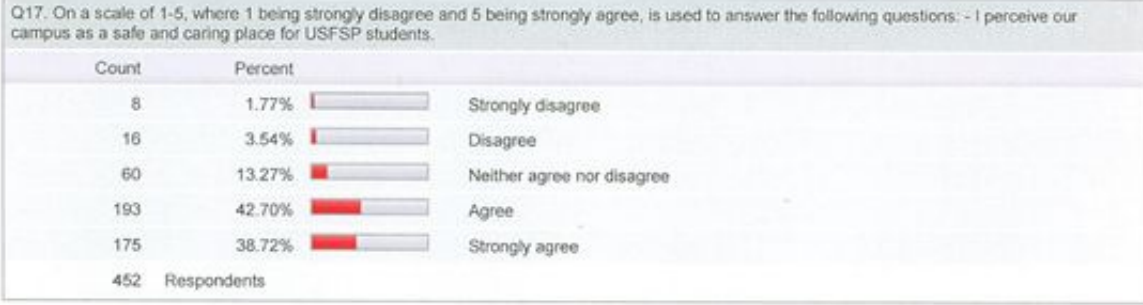 Q17. On a scale of 1-5, where 1 being strongly disagree and 5 being strongly agree, is used to answer the following questions: - I perceive our
campus as a safe and caring place for USFSP students.
Count Percent
8 1.77% Strongly disagree
16 3.54% Disagree
60 13.27% Neither agree nor disagree
193 42.70% Agree
175 38.72% Strongly agree
452 Respondents